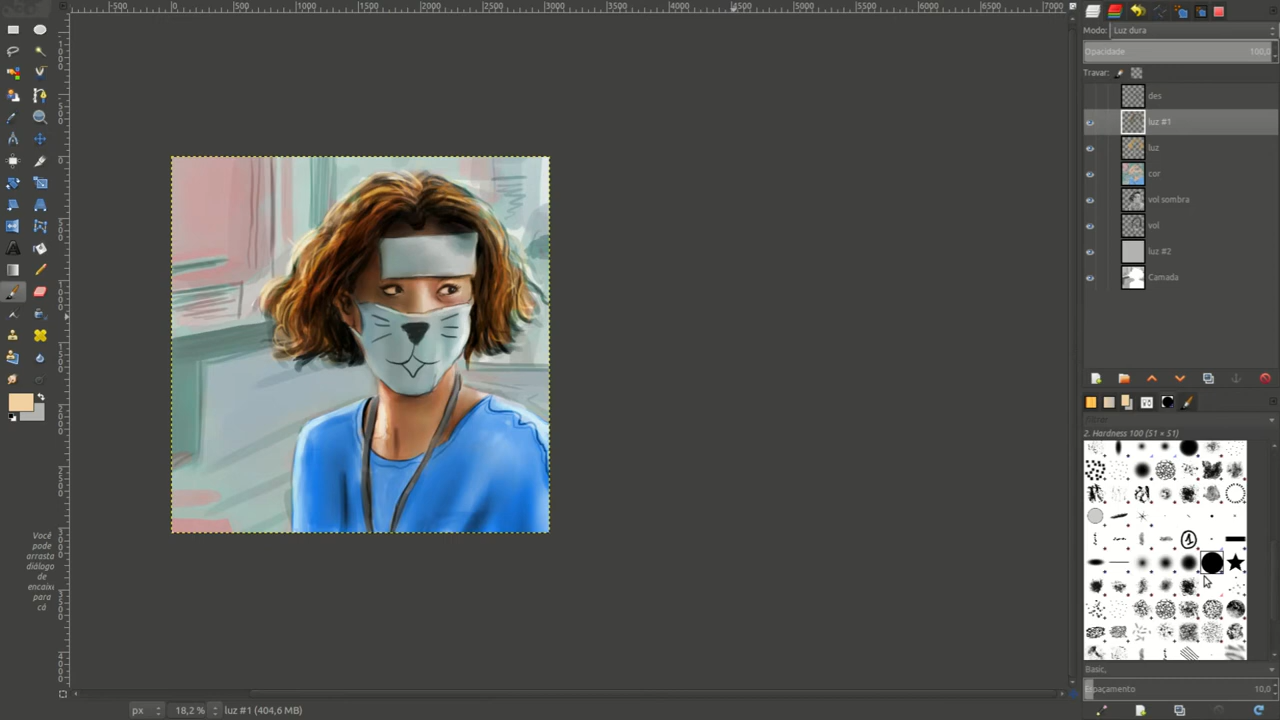 -500
0
500
1000
1500
2000
2500
3000
3500
4000
4500
5000
5500
6000
6500
7000
Modo: Luz dura
Opacidade 100,0
Travar:
des
luz #1
luz
cor
vol sombra
vol
luz #2
Camada
Filtrar
2. Hardness 100 (51 × 51)
Você
pode
arrasta
diálogo
de
encaixe
para
cá
Basic,
Espaçamento 10,0
px 18,2 % luz #1 (404,6 MB)